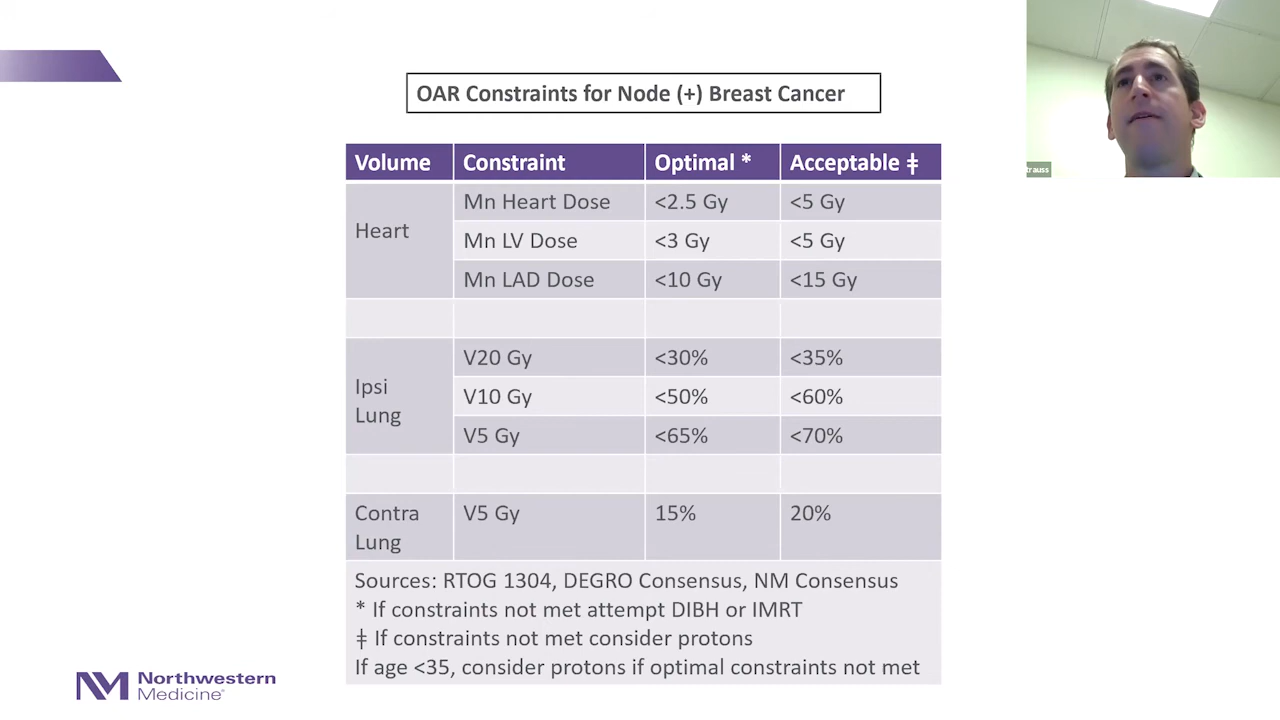 OAR Constraints for Node (+) Breast Cancer
Volume Constraint Optimal * Acceptable ǂ
Heart
Mn Heart Dose <2.5 Gy <5 Gy
Mn LV Dose <3 Gy <5 Gy
Mn LAD Dose <10 Gy <15 Gy
Ipsi
Lung
V20 Gy <30% <35%
V10 Gy <50% <60%
V5 Gy <65% <70%
Contra
Lung
V5 Gy 15% 20%
Sources: RTOG 1304, DEGRO Consensus, NM Consensus
* If constraints not met attempt DIBH or IMRT
ǂ If constraints not met consider protons
If age <35, consider protons if optimal constraints not met
NM Northwestern
Medicine®
trauss